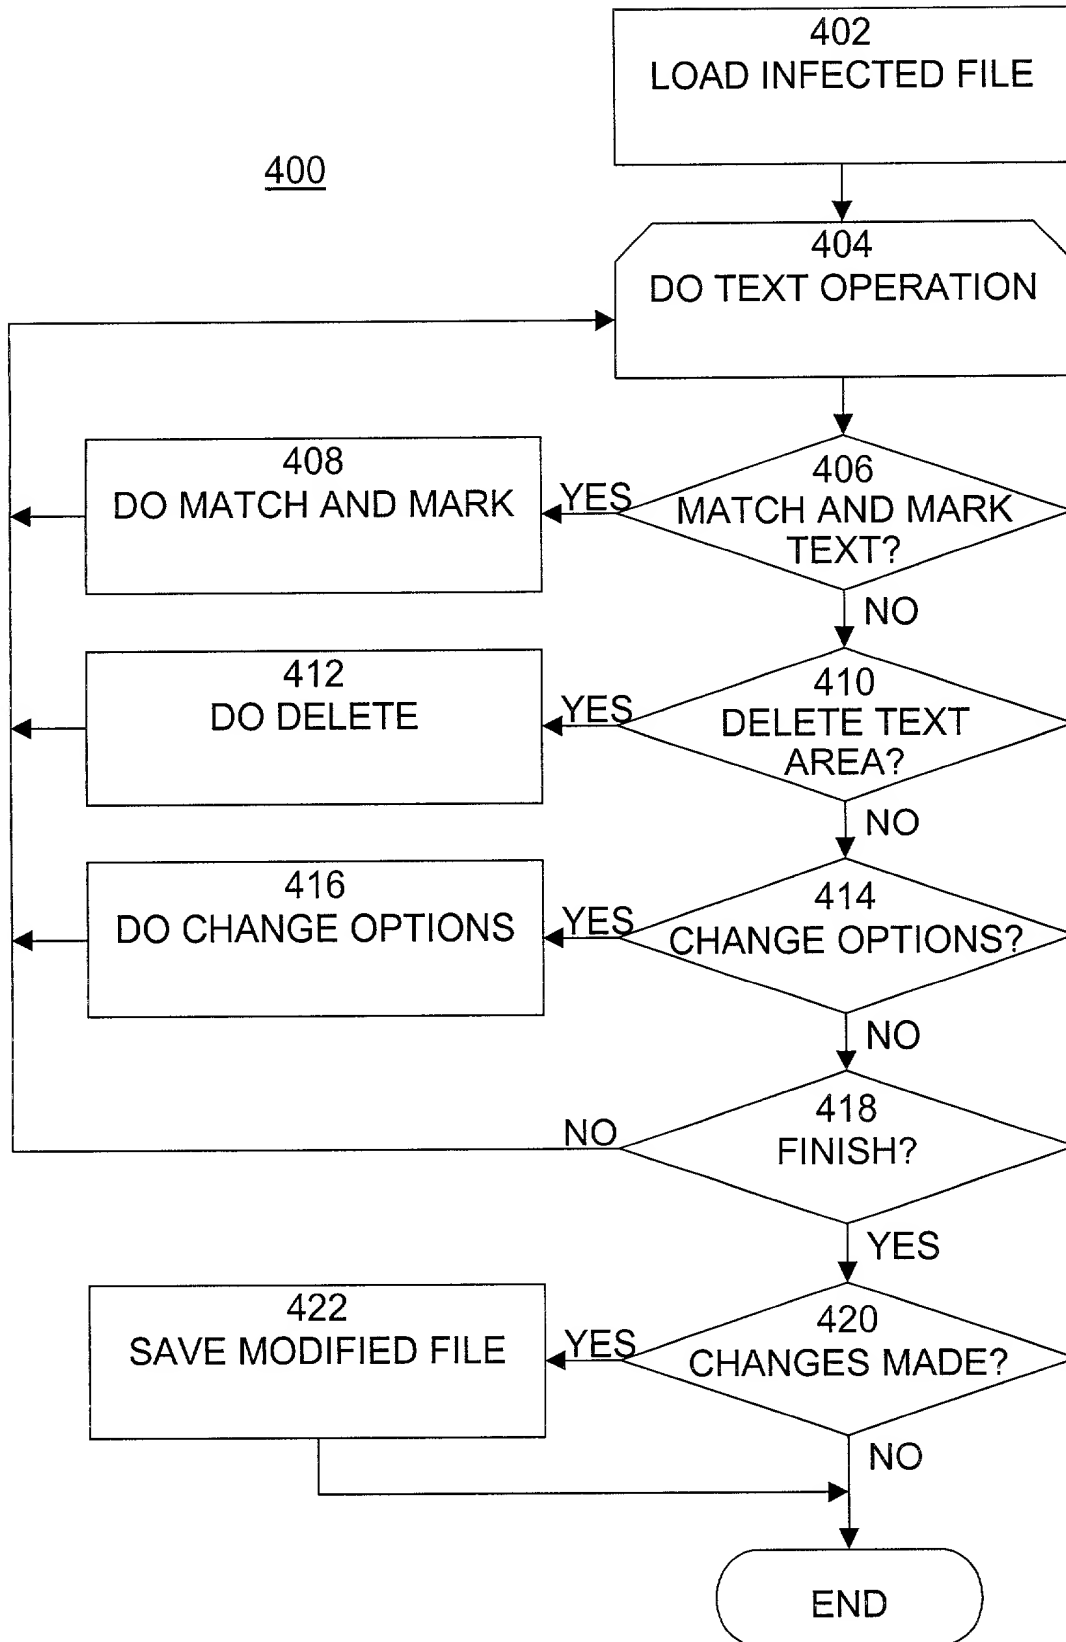 402
LOAD INFECTED FILE
400
404
DO TEXT OPERATION
408
DO MATCH AND MARK
YES
406
MATCH AND MARK
TEXT?
NO
412
DO DELETE
YES
410
DELETE TEXT
AREA?
NO
416
DO CHANGE OPTIONS
YES
414
CHANGE OPTIONS?
NO
NO
418
FINISH?
YES
422
SAVE MODIFIED FILE
YES
420
CHANGES MADE?
NO
END